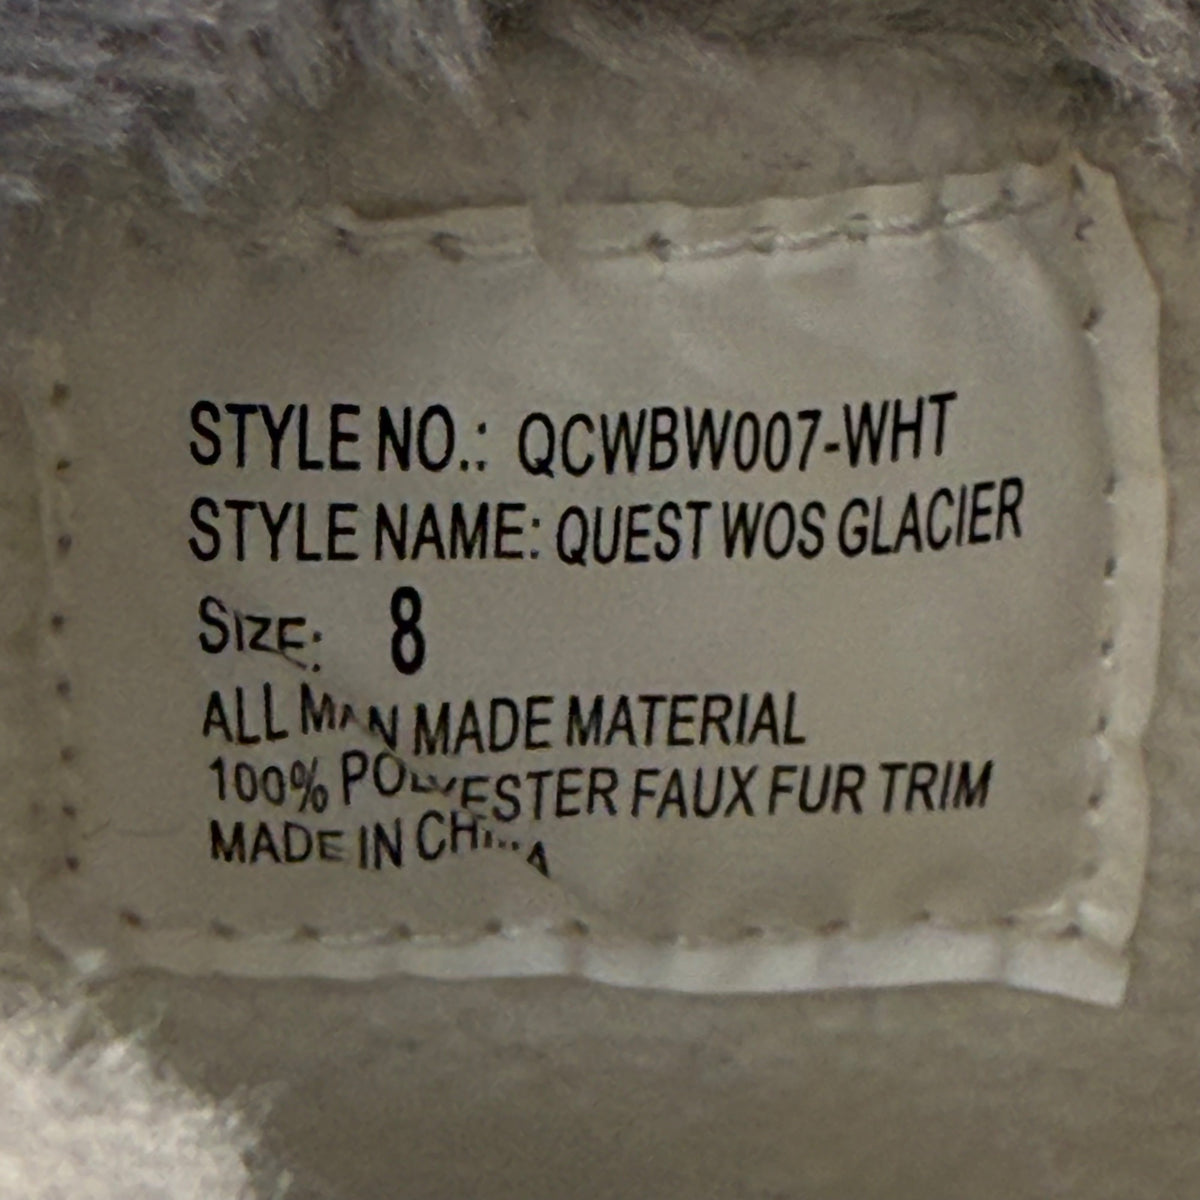 STYLE NO.: QCWBW007-WHT
STYLE NAME: QUEST WOS GLACIER
SIZE: 8
ALL MAN MADE MATERIAL
100% POLYESTER FAUX FUR TRIM
MADE IN CHINA